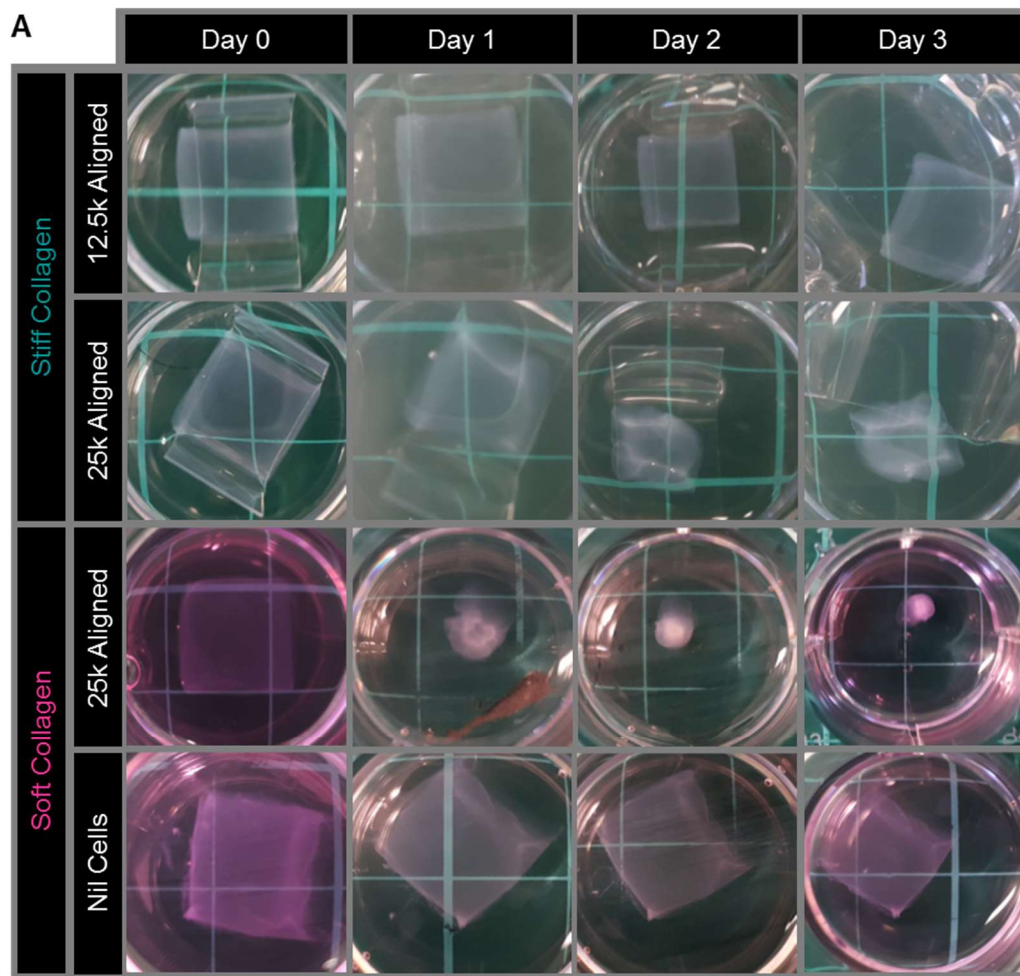 A
Day 0
Day 1
Day 2
Day 3
Stiff Collagen
12.5k Aligned
25k Aligned
Soft Collagen
25k Aligned
Nil Cells